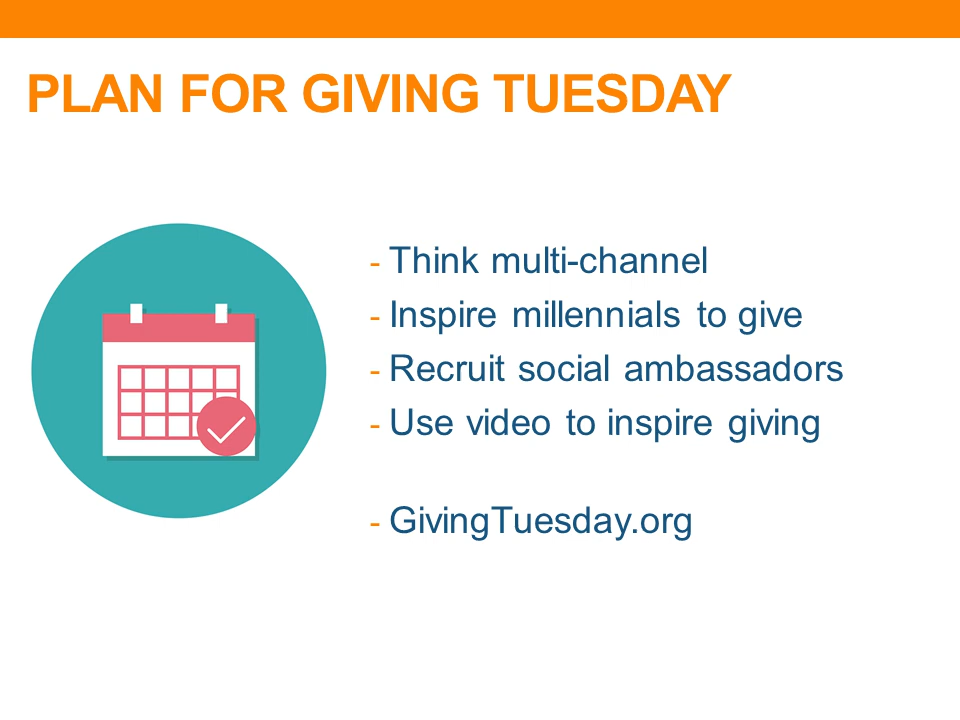 PLAN FOR GIVING TUESDAY
- Think multi-channel
- Inspire millennials to give
- Recruit social ambassadors
- Use video to inspire giving
- GivingTuesday.org